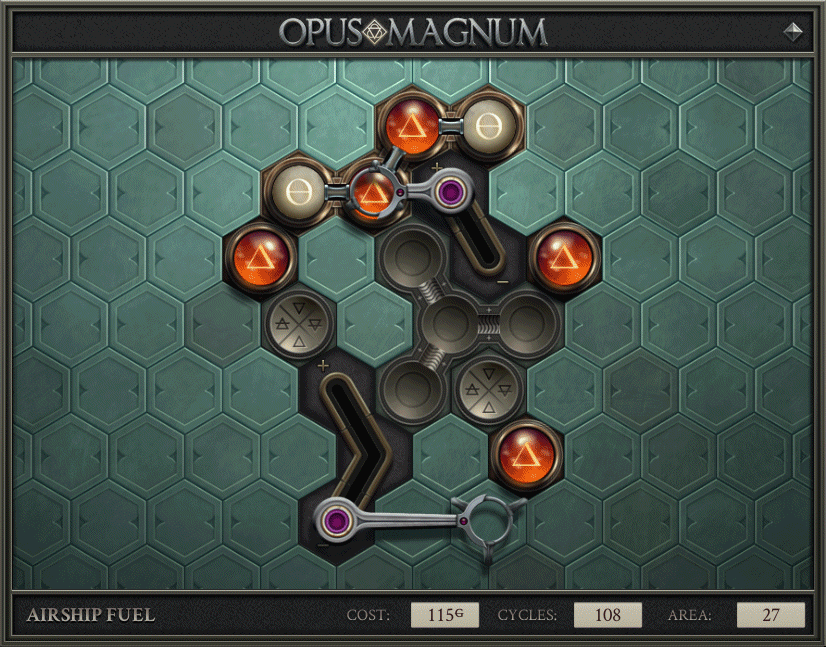 OPUS MAGNUM
AIRSHIP FUEL
COST: 115G
CYCLES: 108
AREA: 27